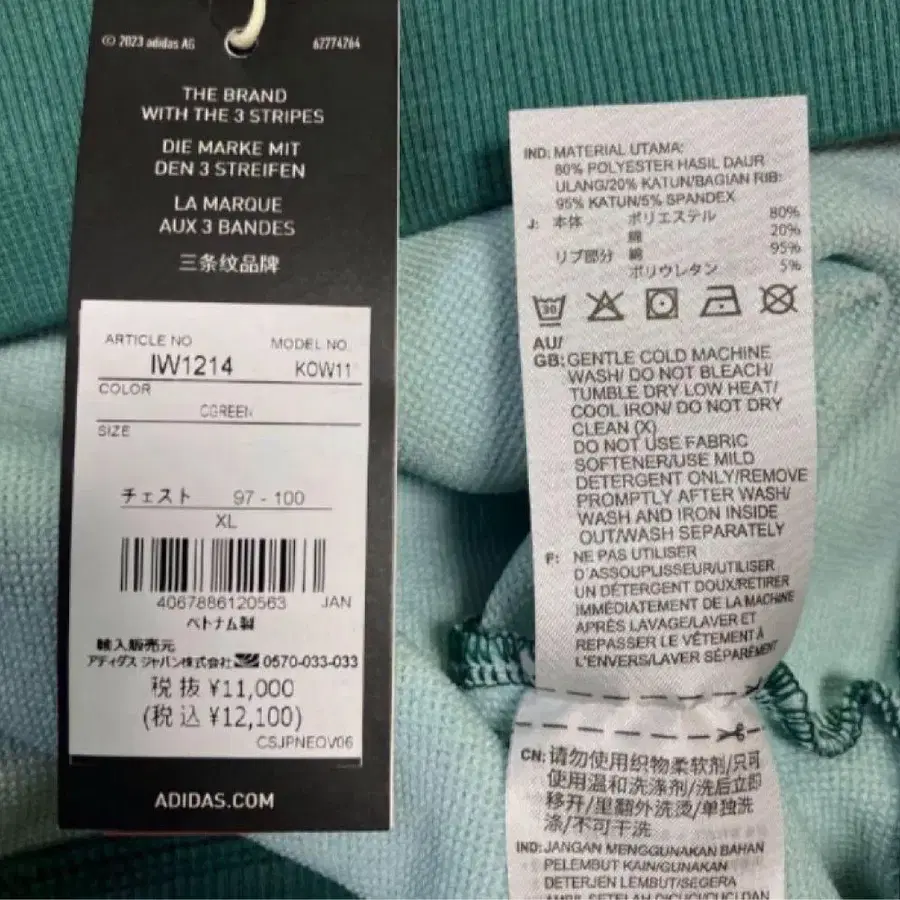 © 2023 adidas AG
67774764
THE BRAND
WITH THE 3 STRIPES
DIE MARKE MIT
DEN 3 STREIFEN
LA MARQUE
AUX 3 BANDES
三条纹品牌
ARTICLE NO
MODEL NO.
IW1214
KOW11
COLOR
CGREEN
SIZE
チェスト 97 - 100
XL
4067886120563 JAN
ベトナム製
輸入販売元
アディダス ジャパン株式会社 0570-033-033
税抜 ¥11,000
(税込 ¥12,100)
CSJPNEOV06
ADIDAS.COM
IND: MATERIAL UTAMA:
80% POLYESTER HASIL DAUR
ULANG/20% KATUN/BAGIAN RIB:
95% KATUN/5% SPANDEX
J: 本体 ポリエステル 80%
綿 20%
リブ部分 綿 95%
ポリウレタン 5%
30
AU/
GB: GENTLE COLD MACHINE
WASH/ DO NOT BLEACH/
TUMBLE DRY LOW HEAT/
COOL IRON/ DO NOT DRY
CLEAN (X)
DO NOT USE FABRIC
SOFTENER/USE MILD
DETERGENT ONLY/REMOVE
PROMPTLY AFTER WASH/
WASH AND IRON INSIDE
OUT/WASH SEPARATELY
F: NE PAS UTILISER
D'ASSOUPLISSEUR/UTILISER
UN DÉTERGENT DOUX/RETIRER
IMMÉDIATEMENT DE LA MACHINE
APRÈS LAVAGE/LAVER ET
REPASSER LE VÊTEMENT À
L'ENVERS/LAVER SÉPARÉMENT
CN: 请勿使用织物柔软剂/只可
使用温和洗涤剂/洗后立即
移开/里翻外洗烫/单独洗
涤/不可干洗
IND: JANGAN MENGGUNAKAN BAHAN
PELEMBUT KAIN/GUNAKAN
DETERJEN LEMBUT/SEGERA
AMBIL SETELAH DICUCI/CUCI DAN